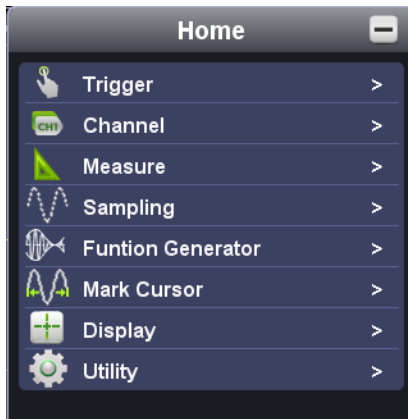 Home
Trigger >
CH1 Channel >
Measure >
Sampling >
Funtion Generator >
Mark Cursor >
Display >
Utility >